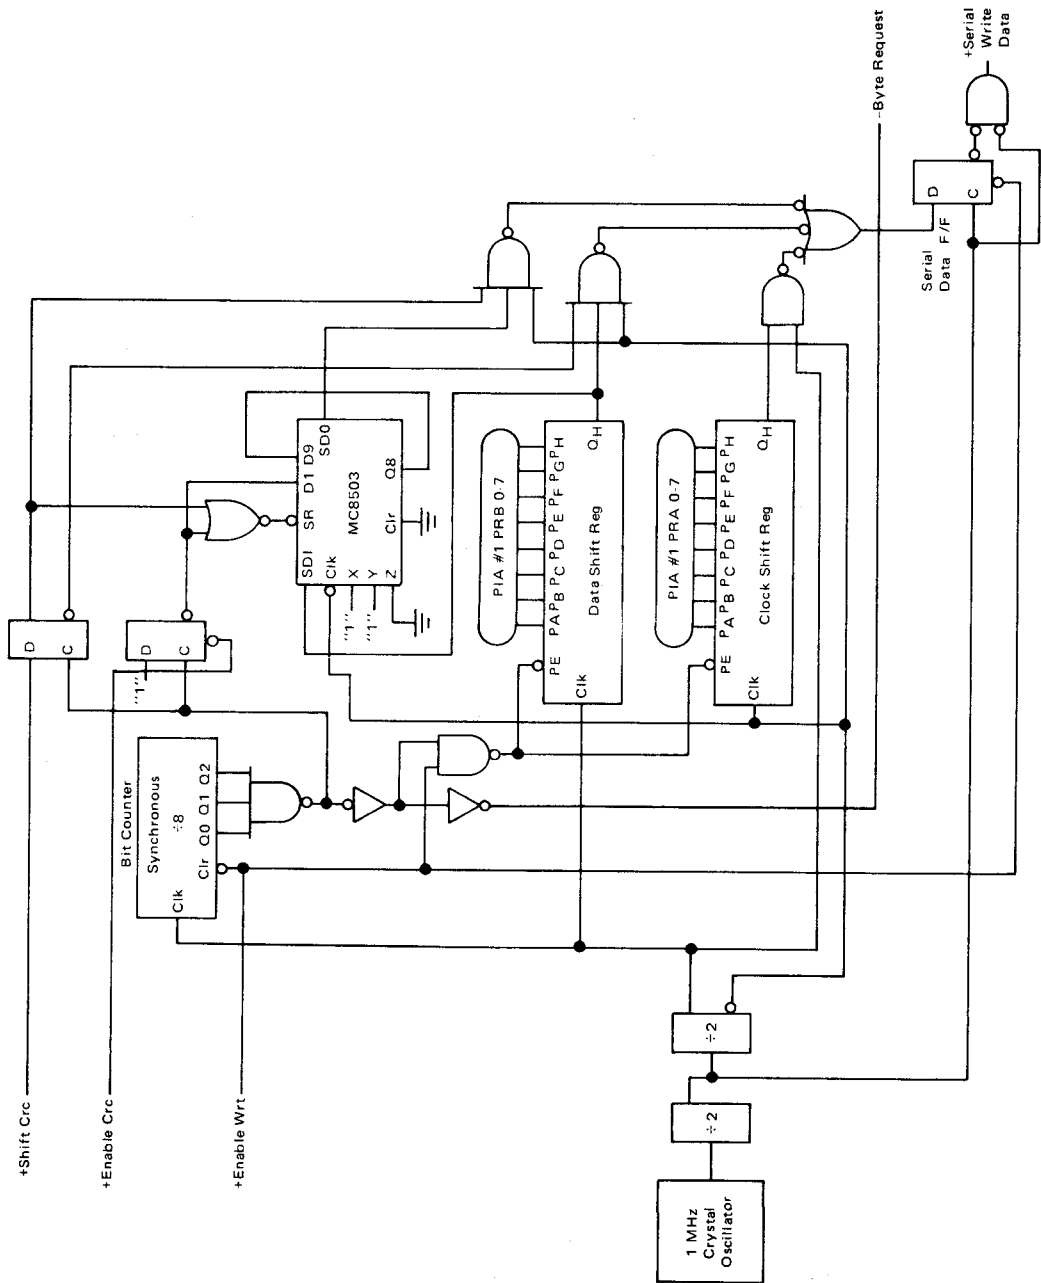 +Shift Crc
+Enable Crc
+Enable Wrt
1 MHz
Crystal
Oscillator
÷2
÷2
Bit Counter
Synchronous
÷8
Clk
Clr
Q0
Q1
Q2
D
C
"1"
D
C
SDI
SR
D1
D9
SD0
Clk
MC8503
X
Y
Z
Clr
Q8
"1"
"1"
PIA #1 PRB 0-7
PA PB PC PD PE PF PG PH
PE
Data Shift Reg
Clk
QH
PIA #1 PRA 0-7
PA PB PC PD PE PF PG PH
PE
Clock Shift Reg
Clk
QH
-Byte Request
D
C
Serial
Data F/F
+Serial
Write
Data